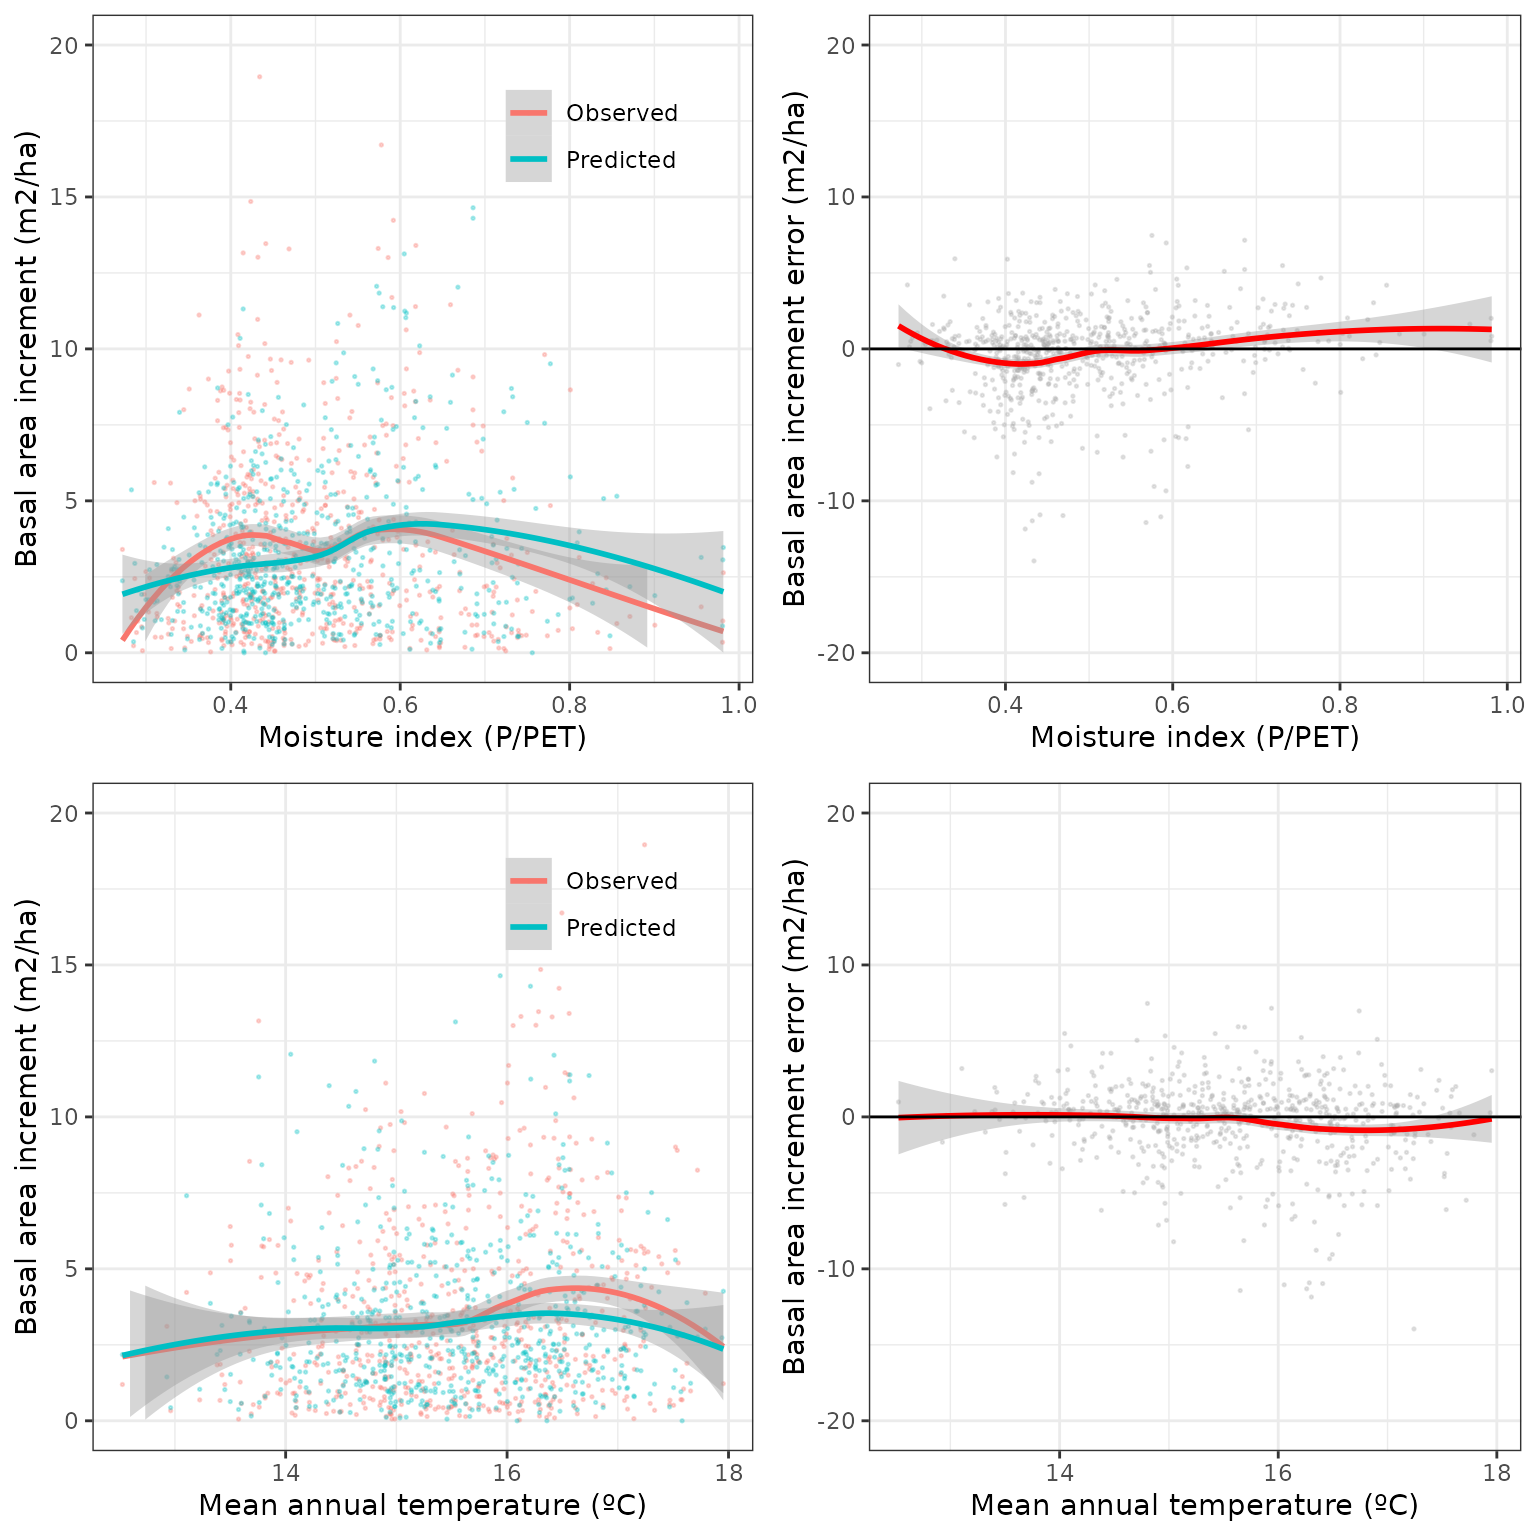 20
15
10
5
0
0.4
0.6
0.8
1.0
Moisture index (P/PET)
Basal area increment (m2/ha)
Observed
Predicted
20
10
0
-10
-20
0.4
0.6
0.8
1.0
Moisture index (P/PET)
Basal area increment error (m2/ha)
20
15
10
5
0
14
16
18
Mean annual temperature (ºC)
Basal area increment (m2/ha)
Observed
Predicted
20
10
0
-10
-20
14
16
18
Mean annual temperature (ºC)
Basal area increment error (m2/ha)